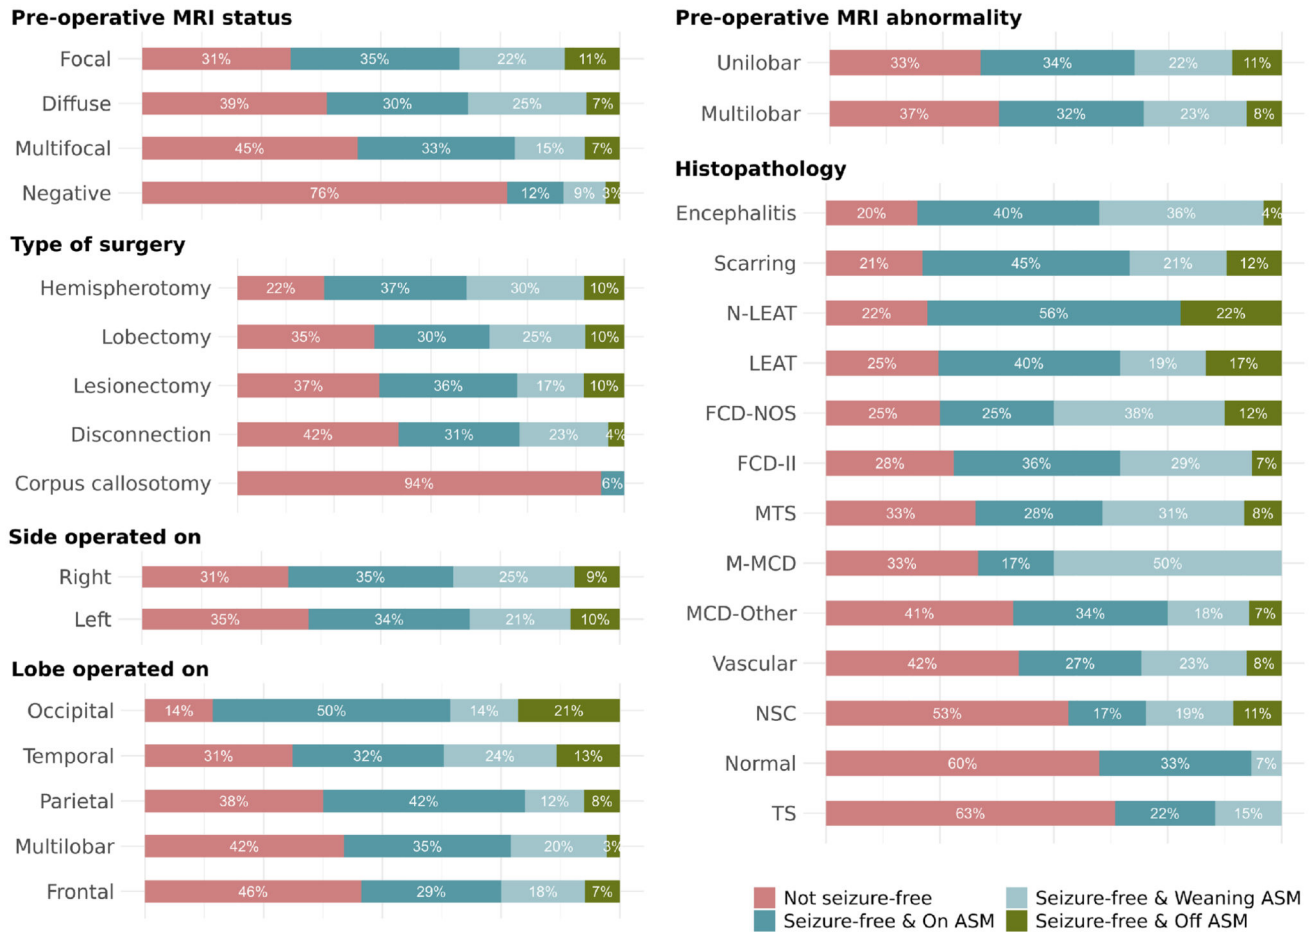 Pre-operative MRI status
Focal 31% 35% 22% 11%
Diffuse 39% 30% 25% 7%
Multifocal 45% 33% 15% 7%
Negative 76% 12% 9% 3%
Type of surgery
Hemispherotomy 22% 37% 30% 10%
Lobectomy 35% 30% 25% 10%
Lesionectomy 37% 36% 17% 10%
Disconnection 42% 31% 23% 4%
Corpus callosotomy 94% 6%
Side operated on
Right 31% 35% 25% 9%
Left 35% 34% 21% 10%
Lobe operated on
Occipital 14% 50% 14% 21%
Temporal 31% 32% 24% 13%
Parietal 38% 42% 12% 8%
Multilobar 42% 35% 20% 3%
Frontal 46% 29% 18% 7%
Pre-operative MRI abnormality
Unilobar 33% 34% 22% 11%
Multilobar 37% 32% 23% 8%
Histopathology
Encephalitis 20% 40% 36% 4%
Scarring 21% 45% 21% 12%
N-LEAT 22% 56% 22%
LEAT 25% 40% 19% 17%
FCD-NOS 25% 25% 38% 12%
FCD-II 28% 36% 29% 7%
MTS 33% 28% 31% 8%
M-MCD 33% 17% 50%
MCD-Other 41% 34% 18% 7%
Vascular 42% 27% 23% 8%
NSC 53% 17% 19% 11%
Normal 60% 33% 7%
TS 63% 22% 15%
Not seizure-free
Seizure-free & On ASM
Seizure-free & Weaning ASM
Seizure-free & Off ASM